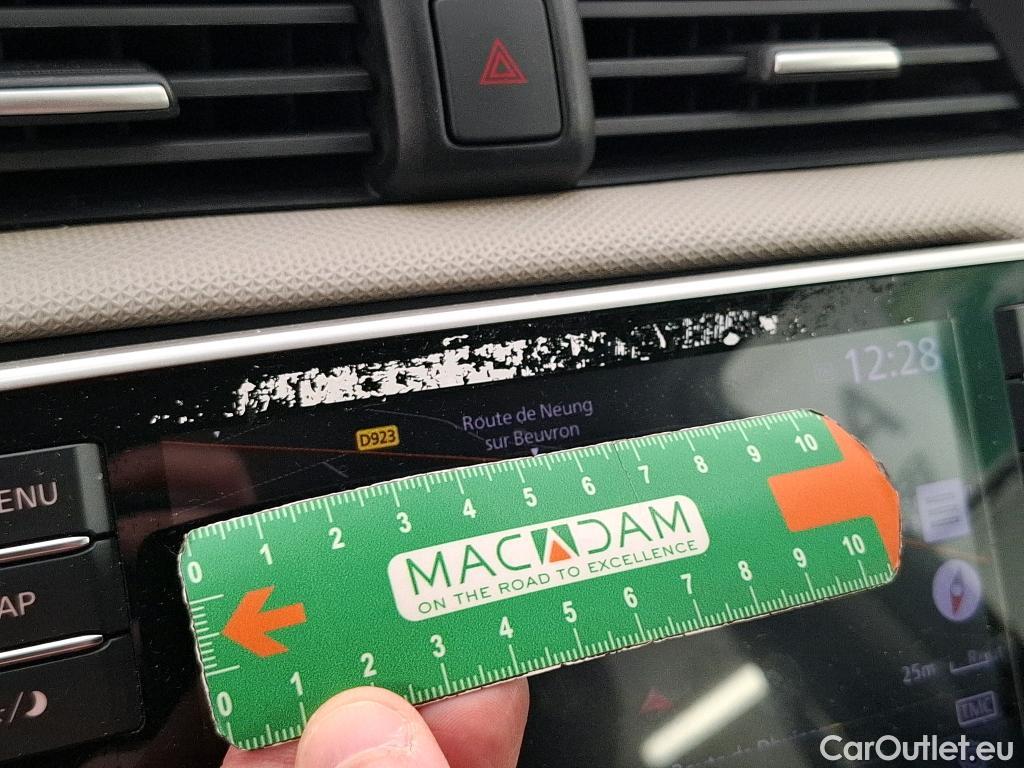 12:28
Route de Neung
D923
sur Beuvron
0 1 2 3 4 5 6 7 8 9 10
MACADAM
ON THE ROAD TO EXCELLENCE
0 1 2 3 4 5 6 7 8 9 10
ENU
AP
25m
TMC
CarOutlet.eu